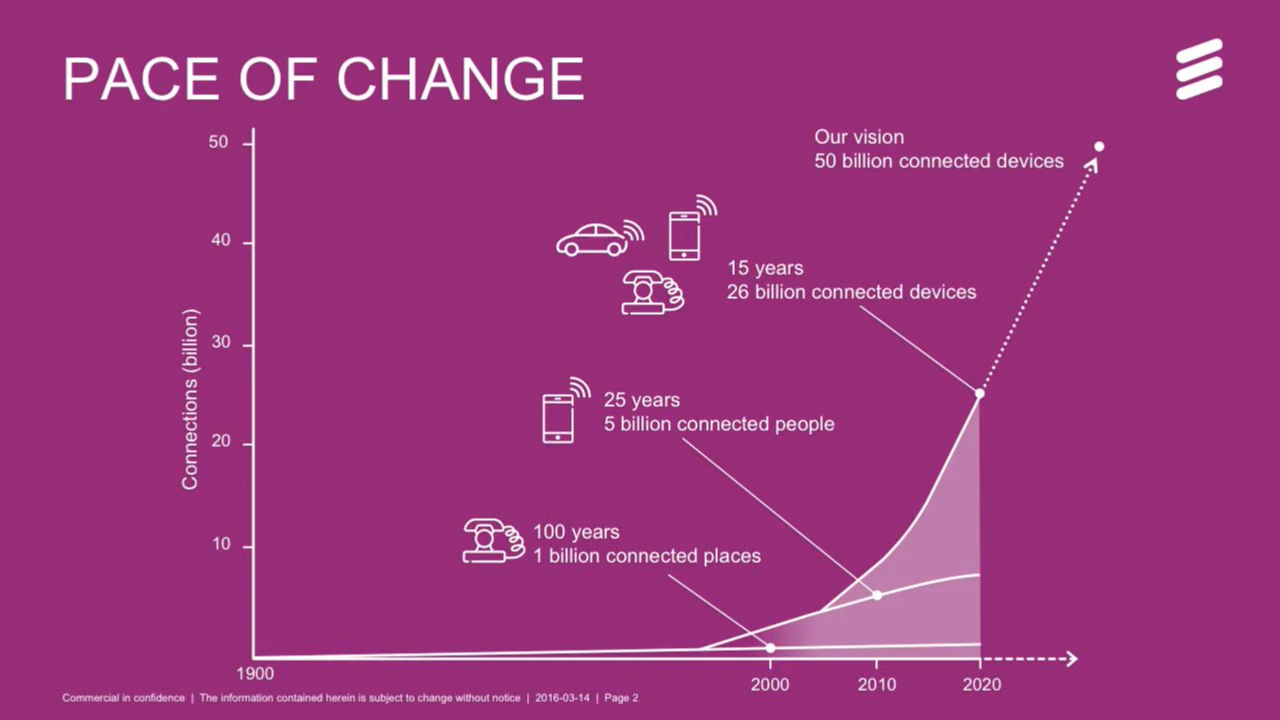 PACE OF CHANGE
50
Our vision
50 billion connected devices
40
15 years
26 billion connected devices
30
Connections (billion)
25 years
5 billion connected people
20
10
100 years
1 billion connected places
1900
2000
2010
2020
Commercial in confidence | The information contained herein is subject to change without notice | 2016-03-14 | Page 2